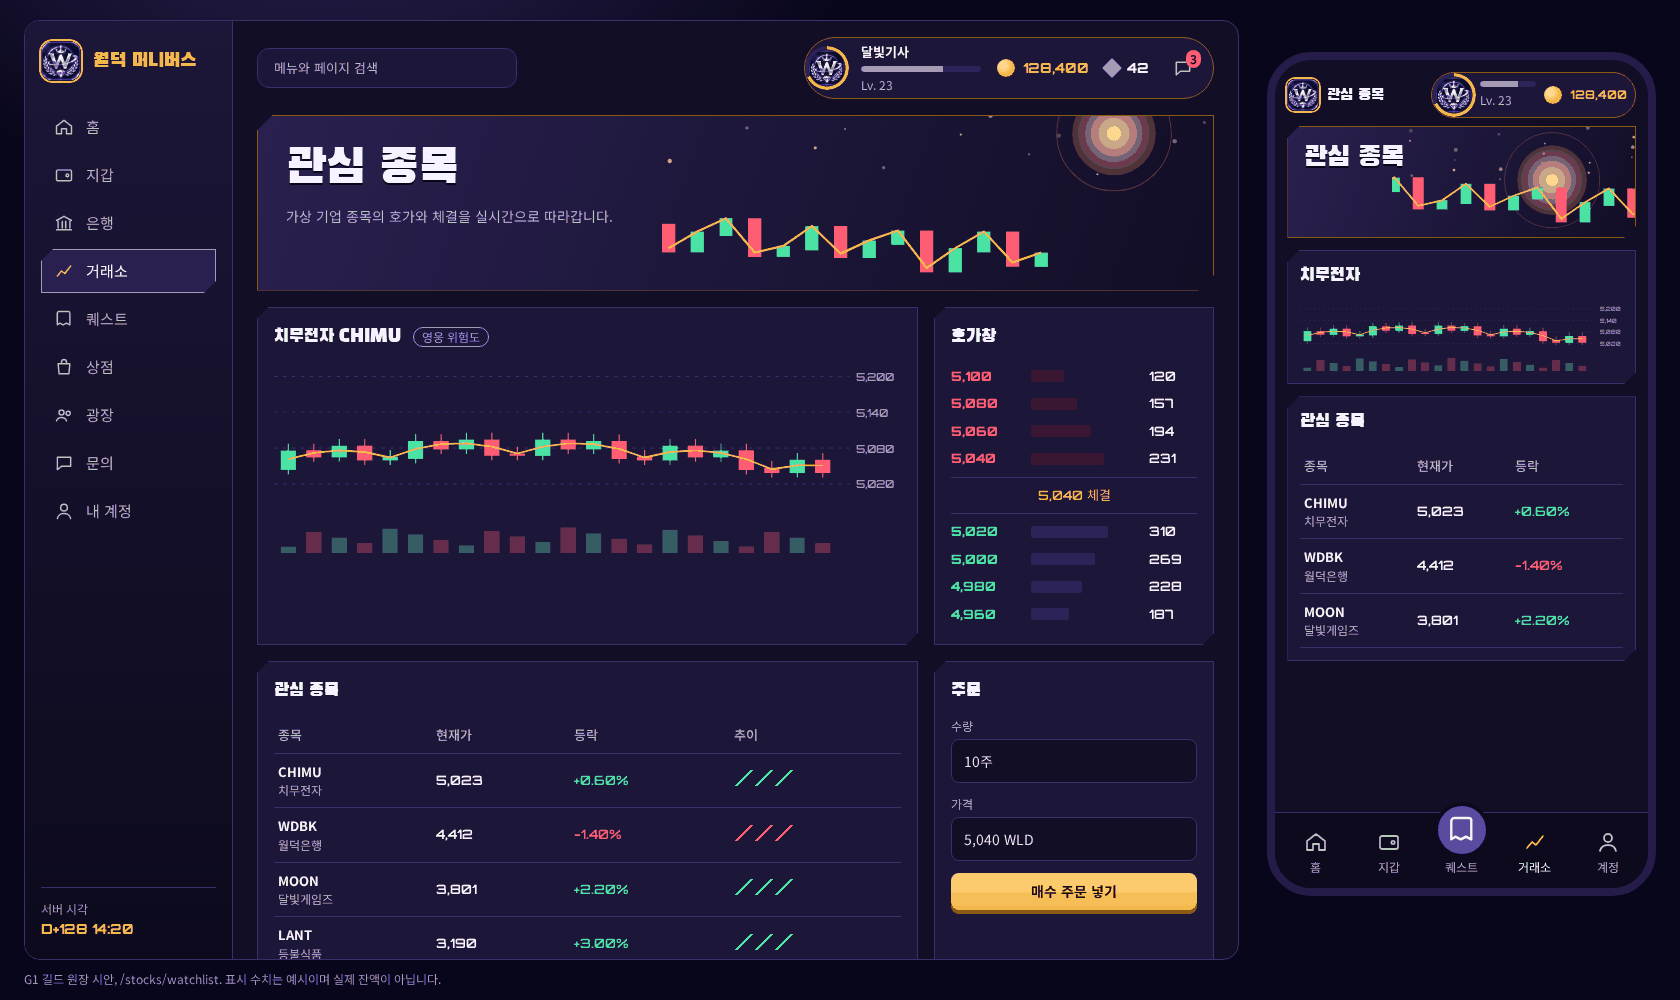 월덕 머니버스
홈
지갑
은행
거래소
퀘스트
상점
광장
문의
내 계정
서버 시각
D+128 14:20
메뉴와 페이지 검색
달빛기사
Lv. 23
128,400
42
3
관심 종목
가상 기업 종목의 호가와 체결을 실시간으로 따라갑니다.
치무전자 CHIMU
영웅 위험도
5,200
5,140
5,080
5,020
호가창
5,100 120
5,080 157
5,060 194
5,040 231
5,040 체결
5,020 310
5,000 269
4,980 228
4,960 187
관심 종목
종목 현재가 등락 추이
CHIMU
치무전자
5,023 +0.60%
WDBK
월덕은행
4,412 -1.40%
MOON
달빛게임즈
3,801 +2.20%
LANT
등불식품
3,190 +3.00%
주문
수량
10주
가격
5,040 WLD
매수 주문 넣기
G1 길드 원장 시안, /stocks/watchlist. 표시 수치는 예시이며 실제 잔액이 아닙니다.
관심 종목
Lv. 23
128,400
관심 종목
치무전자
5,200
5,140
5,080
5,020
관심 종목
종목 현재가 등락
CHIMU
치무전자
5,023 +0.60%
WDBK
월덕은행
4,412 -1.40%
MOON
달빛게임즈
3,801 +2.20%
홈
지갑
퀘스트
거래소
계정